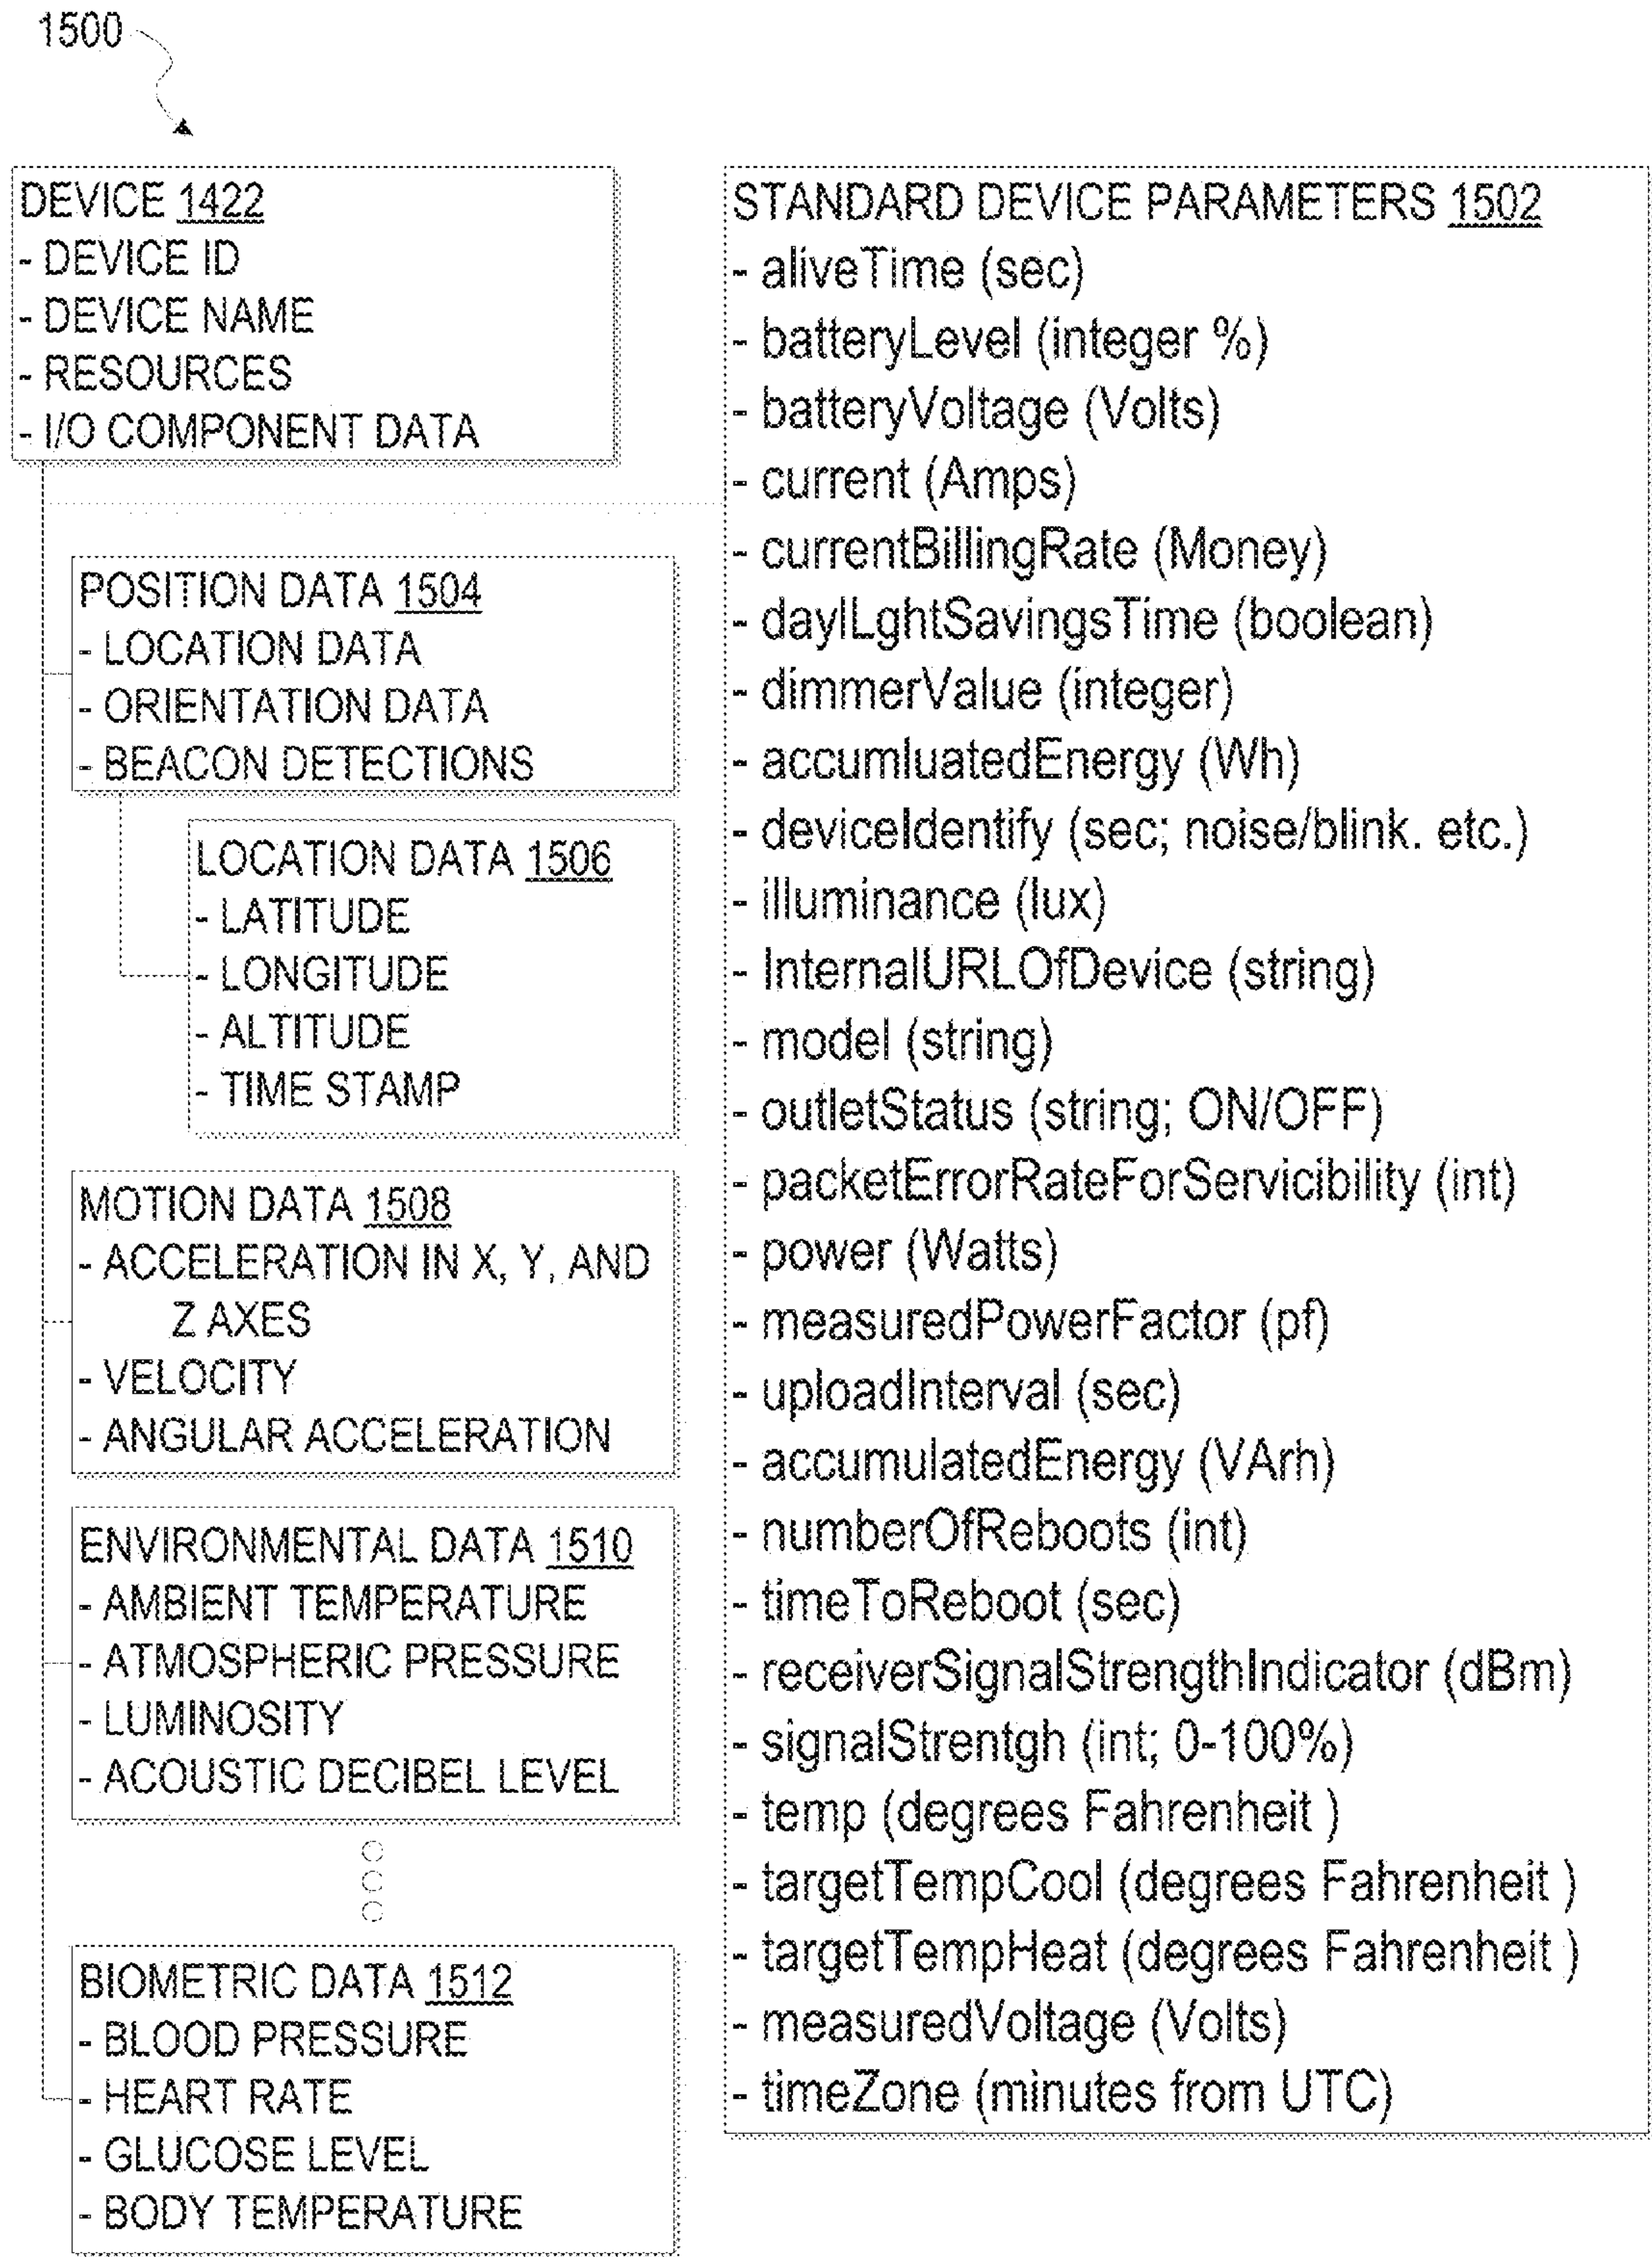 1500
DEVICE 1422
- DEVICE ID
- DEVICE NAME
- RESOURCES
- I/O COMPONENT DATA
POSITION DATA 1504
- LOCATION DATA
- ORIENTATION DATA
- BEACON DETECTIONS
LOCATION DATA 1506
- LATITUDE
- LONGITUDE
- ALTITUDE
- TIME STAMP
MOTION DATA 1508
- ACCELERATION IN X, Y, AND
Z AXES
- VELOCITY
- ANGULAR ACCELERATION
ENVIRONMENTAL DATA 1510
- AMBIENT TEMPERATURE
- ATMOSPHERIC PRESSURE
- LUMINOSITY
- ACOUSTIC DECIBEL LEVEL
BIOMETRIC DATA 1512
- BLOOD PRESSURE
- HEART RATE
- GLUCOSE LEVEL
- BODY TEMPERATURE
STANDARD DEVICE PARAMETERS 1502
- aliveTime (sec)
- batteryLevel (integer %)
- batteryVoltage (Volts)
- current (Amps)
- currentBillingRate (Money)
- daylLghtSavingsTime (boolean)
- dimmerValue (integer)
- accumluatedEnergy (Wh)
- deviceIdentify (sec; noise/blink. etc.)
- illuminance (lux)
- InternalURLOfDevice (string)
- model (string)
- outletStatus (string; ON/OFF)
- packetErrorRateForServicibility (int)
- power (Watts)
- measuredPowerFactor (pf)
- uploadInterval (sec)
- accumulatedEnergy (VArh)
- numberOfReboots (int)
- timeToReboot (sec)
- receiverSignalStrengthIndicator (dBm)
- signalStrentgh (int; 0-100%)
- temp (degrees Fahrenheit )
- targetTempCool (degrees Fahrenheit )
- targetTempHeat (degrees Fahrenheit )
- measuredVoltage (Volts)
- timeZone (minutes from UTC)